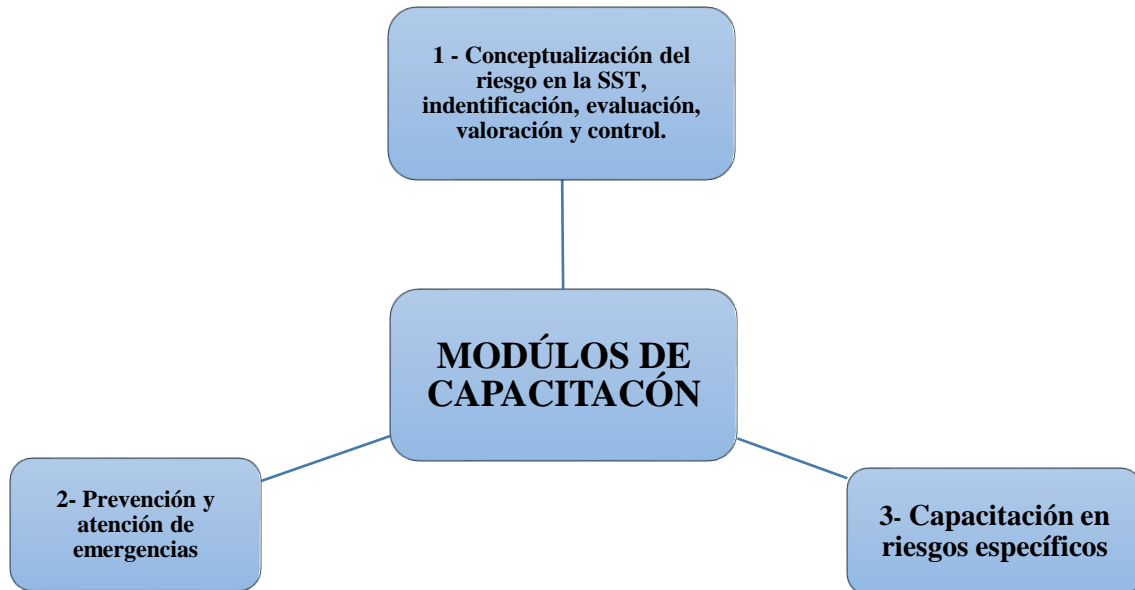 1 - Conceptualización del
riesgo en la SST,
indentificación, evaluación,
valoración y control.
MODÚLOS DE
CAPACITACÓN
2- Prevención y
atención de
emergencias
3- Capacitación en
riesgos específicos